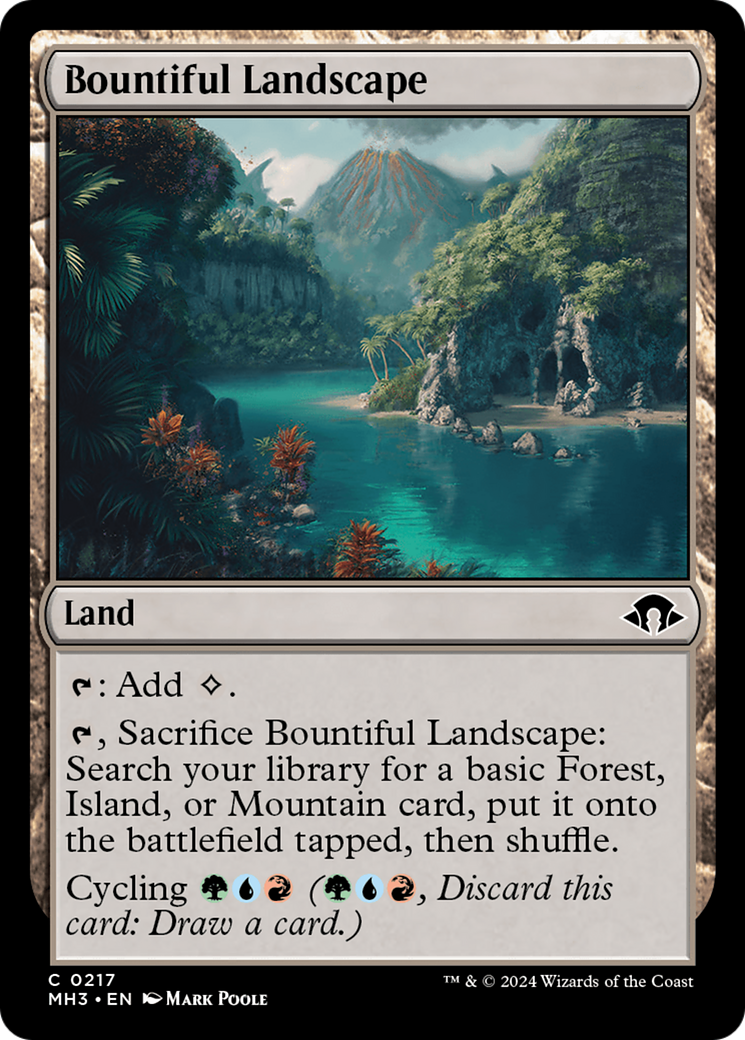 Bountiful Landscape
Land
: Add .
, Sacrifice Bountiful Landscape:
Search your library for a basic Forest,
Island, or Mountain card, put it onto
the battlefield tapped, then shuffle.
Cycling (, Discard this
card: Draw a card.)
C 0217
MH3 • EN Mark Poole
™ & © 2024 Wizards of the Coast